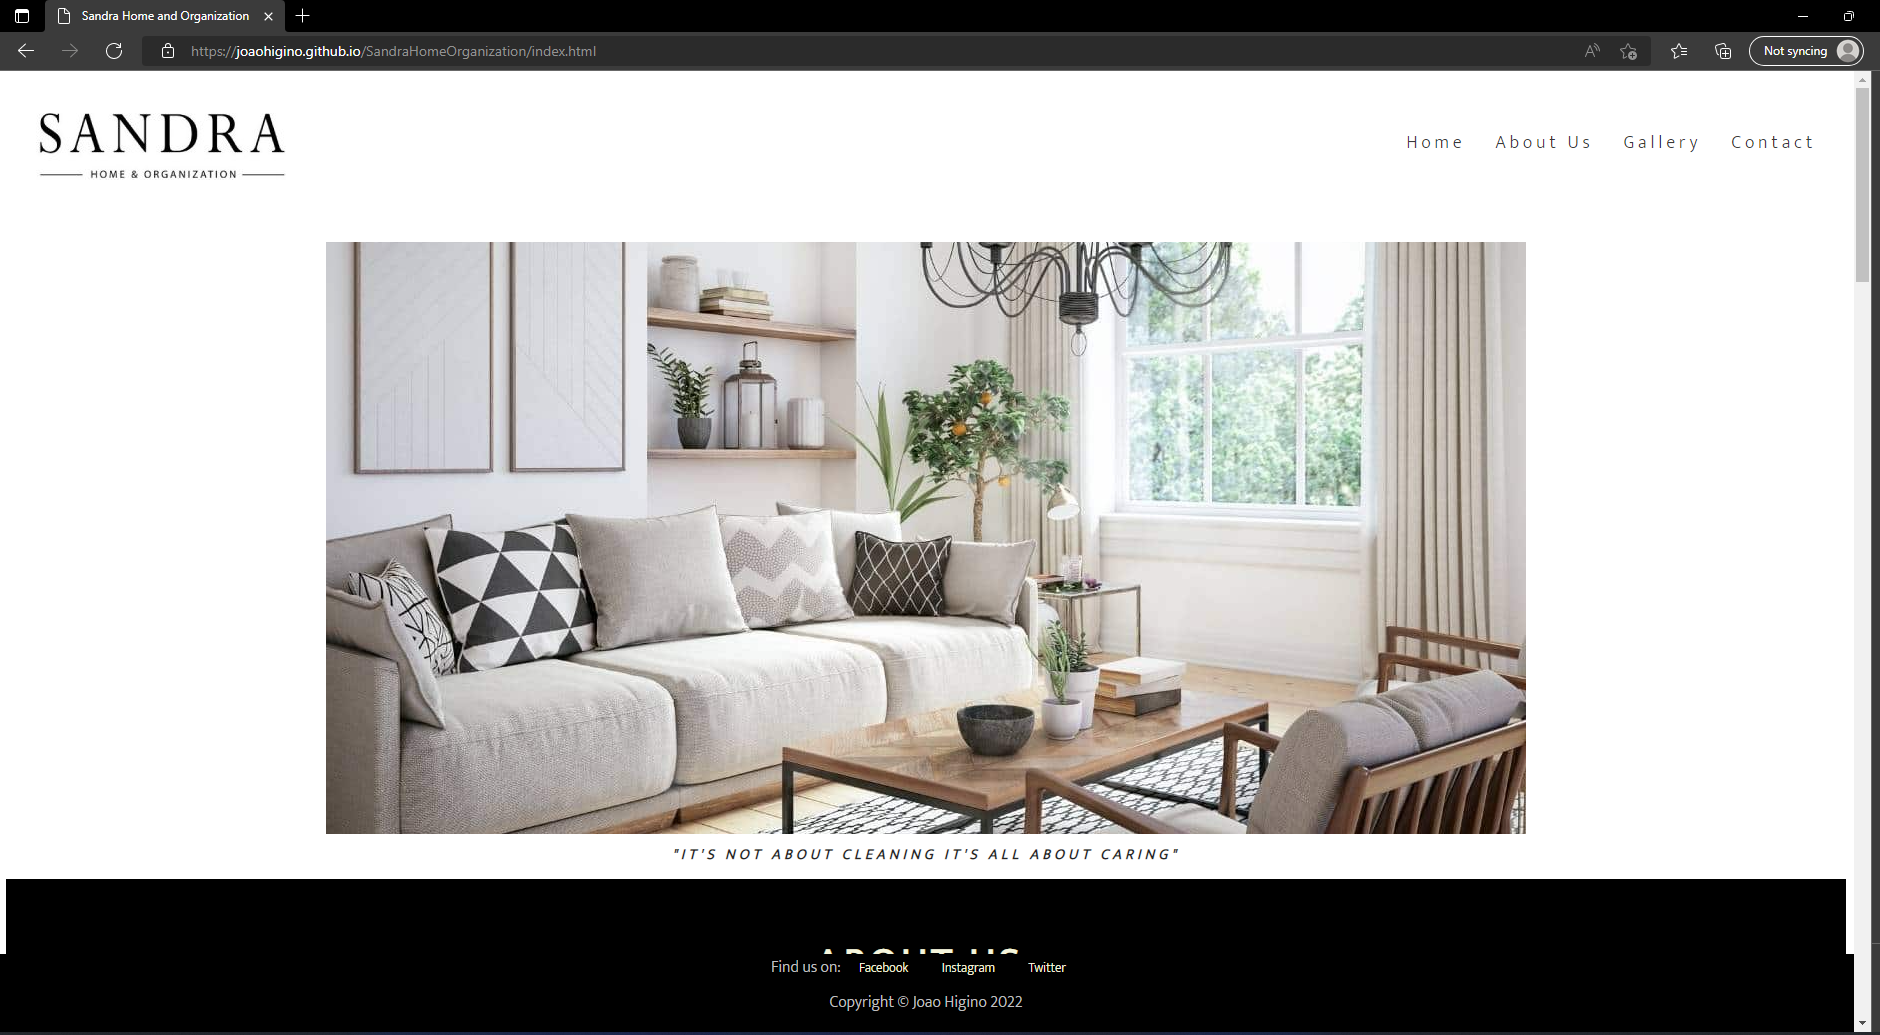 Sandra Home and Organization
https://joaohigino.github.io/SandraHomeOrganization/index.html
Not syncing
SANDRA
HOME & ORGANIZATION
Home About Us Gallery Contact
"IT'S NOT ABOUT CLEANING IT'S ALL ABOUT CARING"
ABOUT US
Find us on: Facebook Instagram Twitter
Copyright © Joao Higino 2022